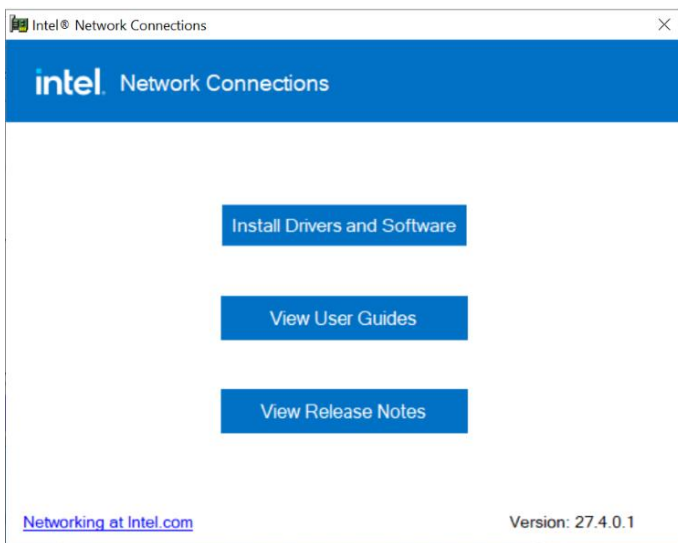 Intel® Network Connections
intel. Network Connections
Install Drivers and Software
View User Guides
View Release Notes
Networking at Intel.com
Version: 27.4.0.1